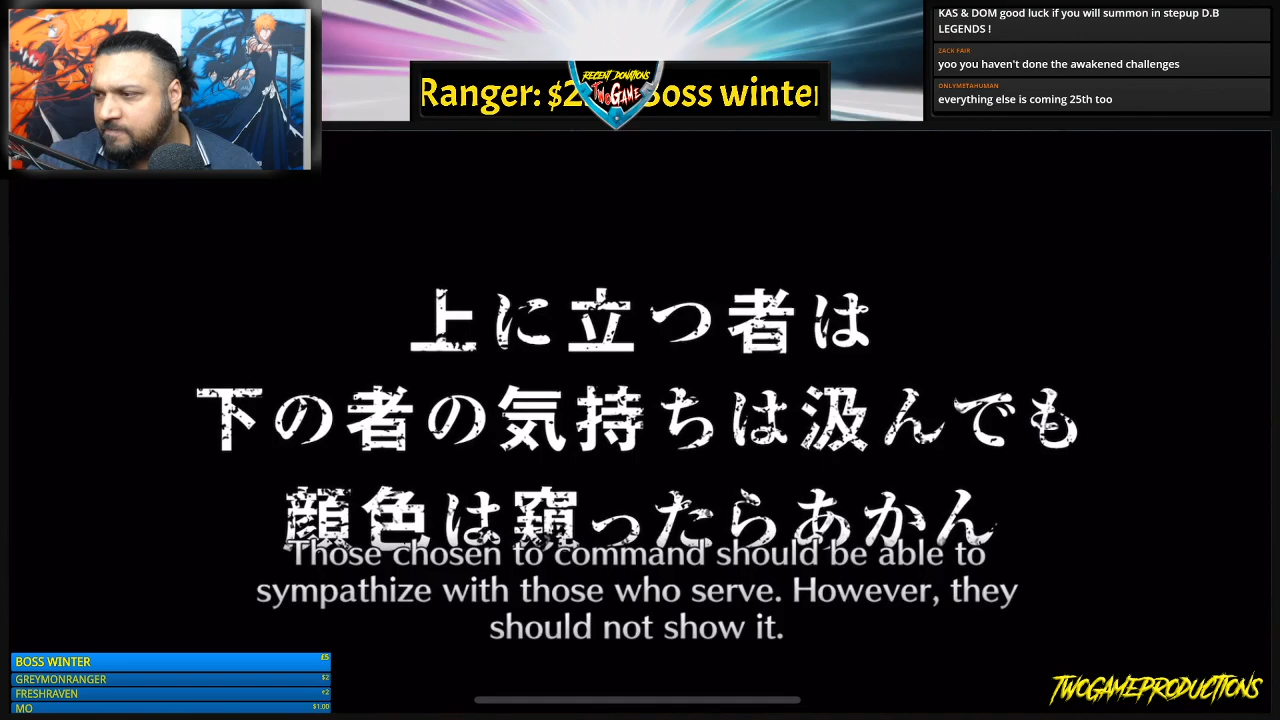 KAS & DOM good luck if you will summon in stepup D.B
LEGENDS !
ZACK FAIR
yoo you haven't done the awakened challenges
ONLYMETAHUMAN
everything else is coming 25th too
RECENT DONATIONS
TWOGAME
Ranger: $2 Boss winter
上に立つ者は
下の者の気持ちは汲んでも
顔色は窺ったらあかん
Those chosen to command should be able to
sympathize with those who serve. However, they
should not show it.
BOSS WINTER £5
GREYMONRANGER $2
FRESHRAVEN
MO $1.00
TWOGAMEPRODUCTIONS